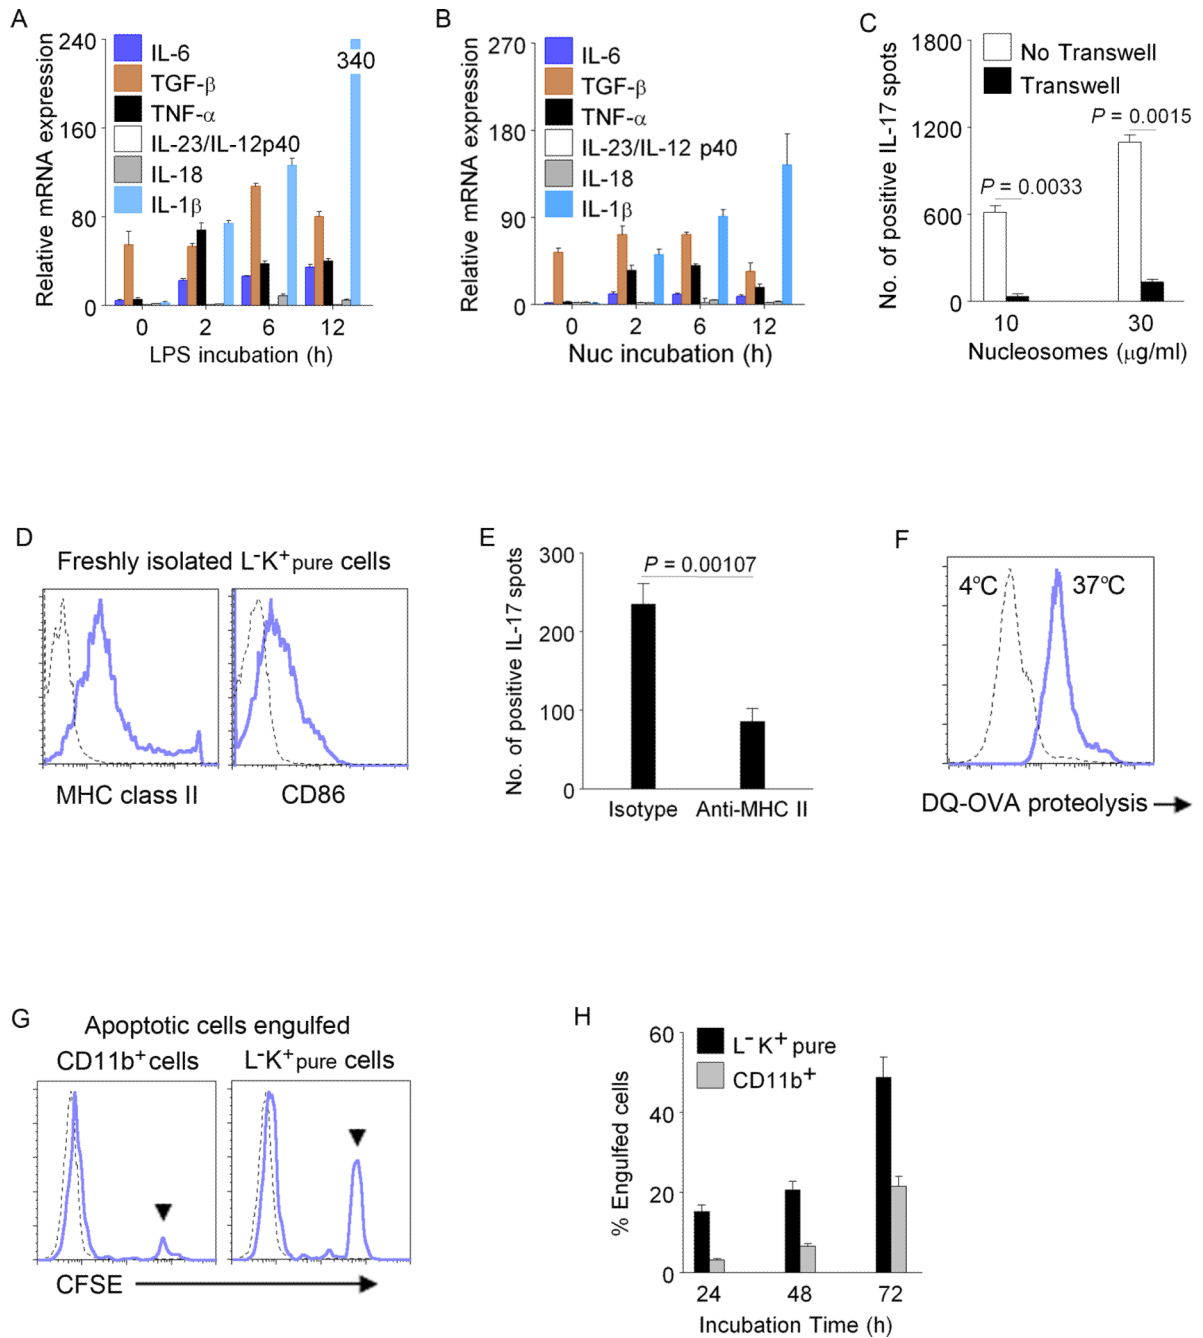 A
Relative mRNA expression
240
160
80
0
IL-6
TGF-β
TNF-α
IL-23/IL-12p40
IL-18
IL-1β
340
0 2 6 12
LPS incubation (h)
B
Relative mRNA expression
270
180
90
0
IL-6
TGF-β
TNF-α
IL-23/IL-12 p40
IL-18
IL-1β
0 2 6 12
Nuc incubation (h)
C
No. of positive IL-17 spots
1800
1200
600
0
No Transwell
Transwell
P = 0.0015
P = 0.0033
10 30
Nucleosomes (μg/ml)
D
Freshly isolated L⁻K⁺pure cells
MHC class II CD86
E
No. of positive IL-17 spots
300
200
100
0
P = 0.00107
Isotype Anti-MHC II
F
4°C 37°C
DQ-OVA proteolysis
G
Apoptotic cells engulfed
CD11b⁺cells L⁻K⁺pure cells
CFSE
H
% Engulfed cells
60
40
20
0
L⁻K⁺pure
CD11b⁺
24 48 72
Incubation Time (h)